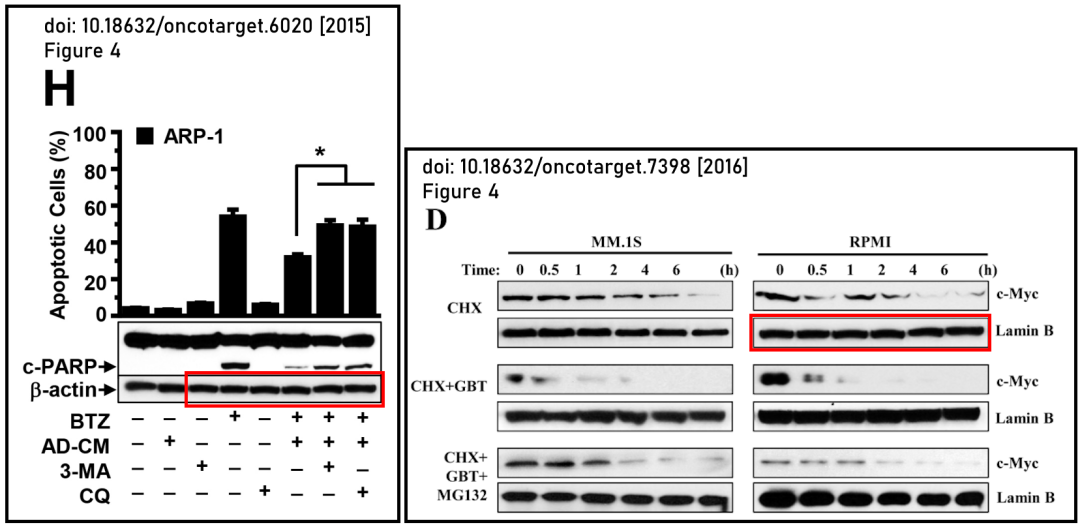 doi: 10.18632/oncotarget.6020 [2015]
Figure 4
H
100
80
60
40
20
0
Apoptotic Cells (%)
ARP-1
*
c-PARP
β-actin
BTZ – – – + – + + +
AD-CM – + – – – + + +
3-MA – – + – – – + –
CQ – – – – + – – +
doi: 10.18632/oncotarget.7398 [2016]
Figure 4
D
MM.1S RPMI
Time: 0 0.5 1 2 4 6 (h) 0 0.5 1 2 4 6 (h)
CHX c-Myc
Lamin B
CHX+GBT c-Myc
Lamin B
CHX+
GBT+ c-Myc
MG132 Lamin B